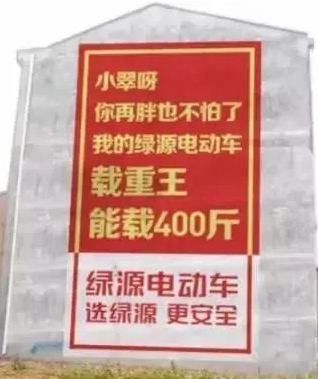 小翠呀
你再胖也不怕了
我的绿源电动车
载重王
能载400斤
绿源电动车
选绿源 更安全